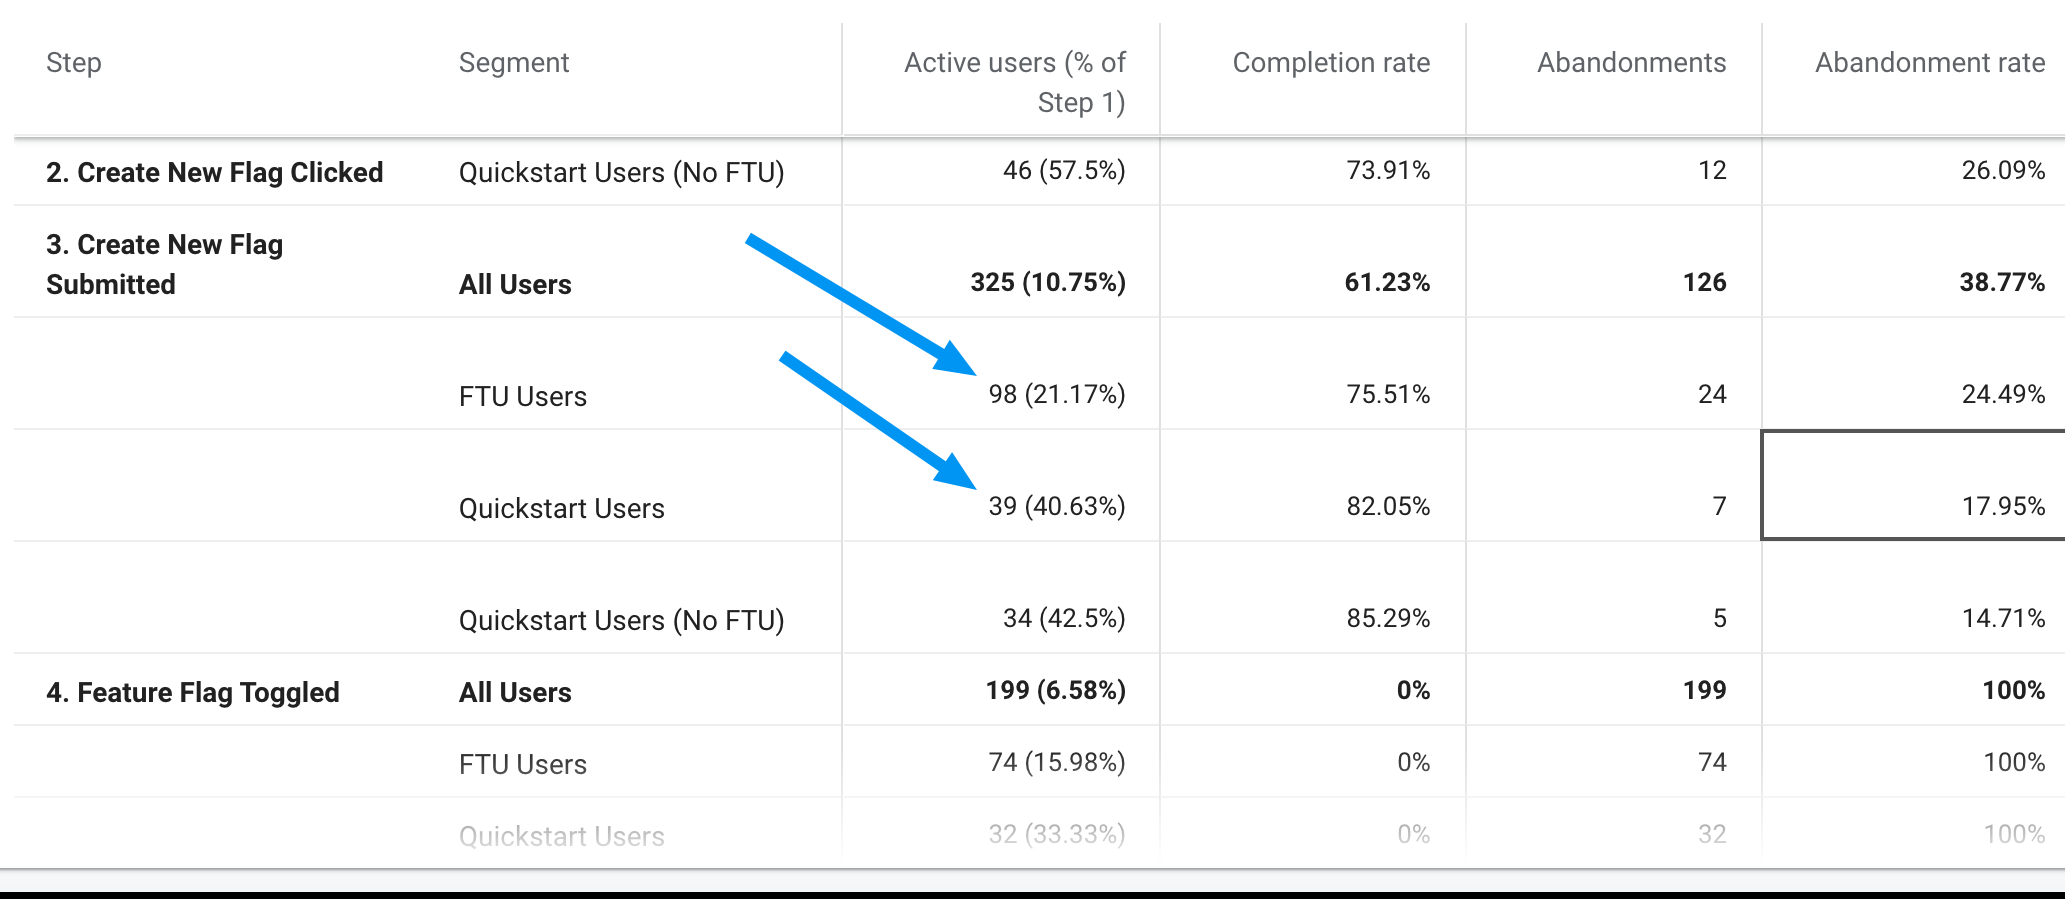 Step Segment Active users (% of Completion rate Abandonments Abandonment rate
Step 1)
2. Create New Flag Clicked Quickstart Users (No FTU) 46 (57.5%) 73.91% 12 26.09%
3. Create New Flag
Submitted All Users 325 (10.75%) 61.23% 126 38.77%
FTU Users 98 (21.17%) 75.51% 24 24.49%
Quickstart Users 39 (40.63%) 82.05% 7 17.95%
Quickstart Users (No FTU) 34 (42.5%) 85.29% 5 14.71%
4. Feature Flag Toggled All Users 199 (6.58%) 0% 199 100%
FTU Users 74 (15.98%) 0% 74 100%
Quickstart Users 32 (33.33%) 0% 32 100%